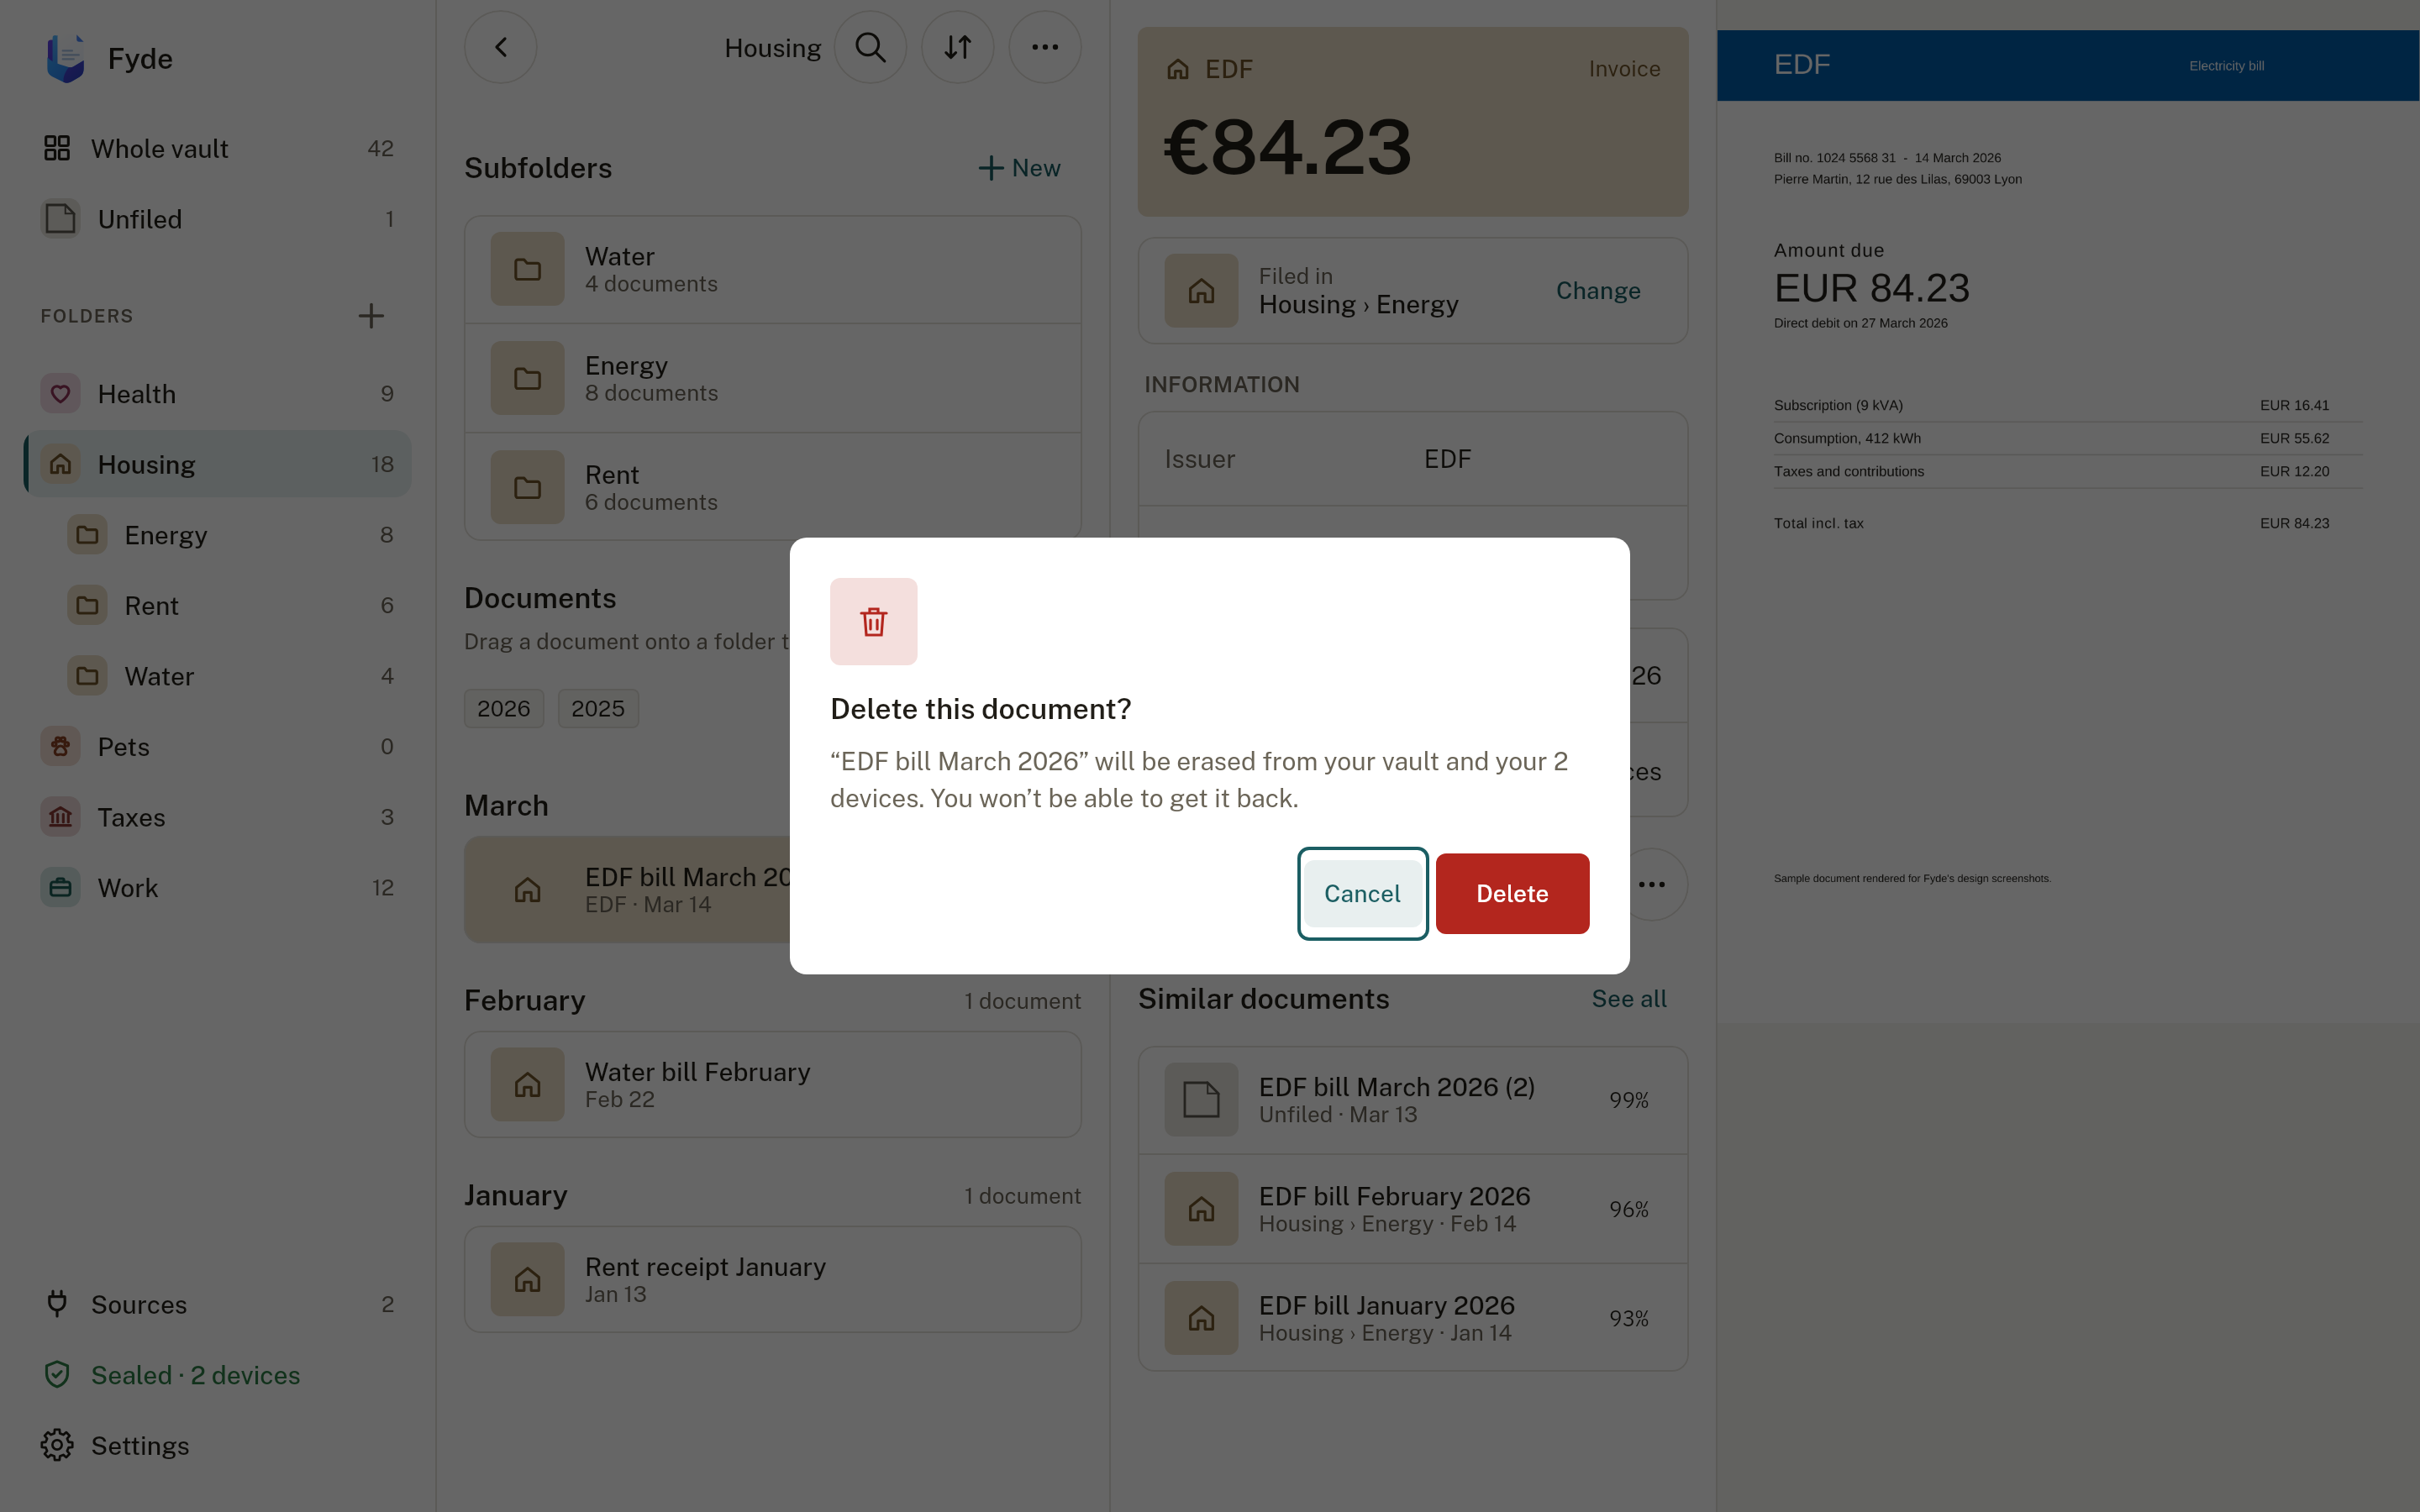 Fyde
Whole vault 42
Unfiled 1
FOLDERS
Health 9
Housing 18
Energy 8
Rent 6
Water 4
Pets 0
Taxes 3
Work 12
Sources 2
Sealed · 2 devices
Settings
Housing
Subfolders
New
Water
4 documents
Energy
8 documents
Rent
6 documents
Documents
Drag a document onto a folder
2026 2025
March
EDF bill March 20
EDF · Mar 14
February 1 document
Water bill February
Feb 22
January 1 document
Rent receipt January
Jan 13
EDF Invoice
€84.23
Filed in
Housing › Energy
Change
INFORMATION
Issuer EDF
26
Similar documents See all
EDF bill March 2026 (2)
Unfiled · Mar 13
99%
EDF bill February 2026
Housing › Energy · Feb 14
96%
EDF bill January 2026
Housing › Energy · Jan 14
93%
Delete this document?
“EDF bill March 2026” will be erased from your vault and your 2
devices. You won’t be able to get it back.
Cancel Delete
EDF Electricity bill
Bill no. 1024 5568 31 - 14 March 2026
Pierre Martin, 12 rue des Lilas, 69003 Lyon
Amount due
EUR 84.23
Direct debit on 27 March 2026
Subscription (9 kVA) EUR 16.41
Consumption, 412 kWh EUR 55.62
Taxes and contributions EUR 12.20
Total incl. tax EUR 84.23
Sample document rendered for Fyde's design screenshots.